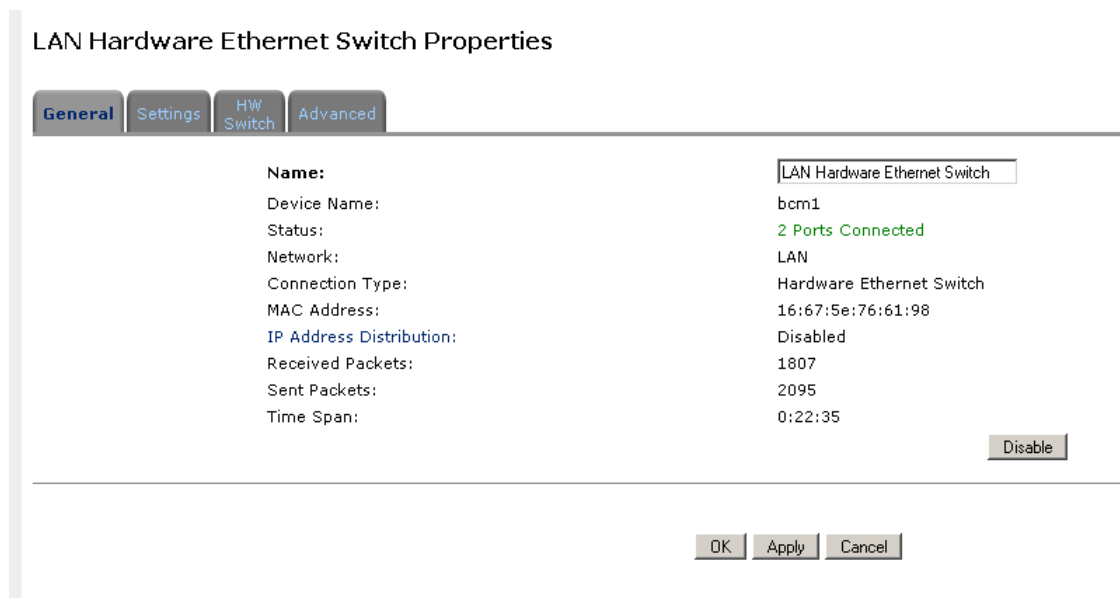 LAN Hardware Ethernet Switch Properties
General Settings HW Switch Advanced
Name: LAN Hardware Ethernet Switch
Device Name: bcm1
Status: 2 Ports Connected
Network: LAN
Connection Type: Hardware Ethernet Switch
MAC Address: 16:67:5e:76:61:98
IP Address Distribution: Disabled
Received Packets: 1807
Sent Packets: 2095
Time Span: 0:22:35
Disable
OK Apply Cancel